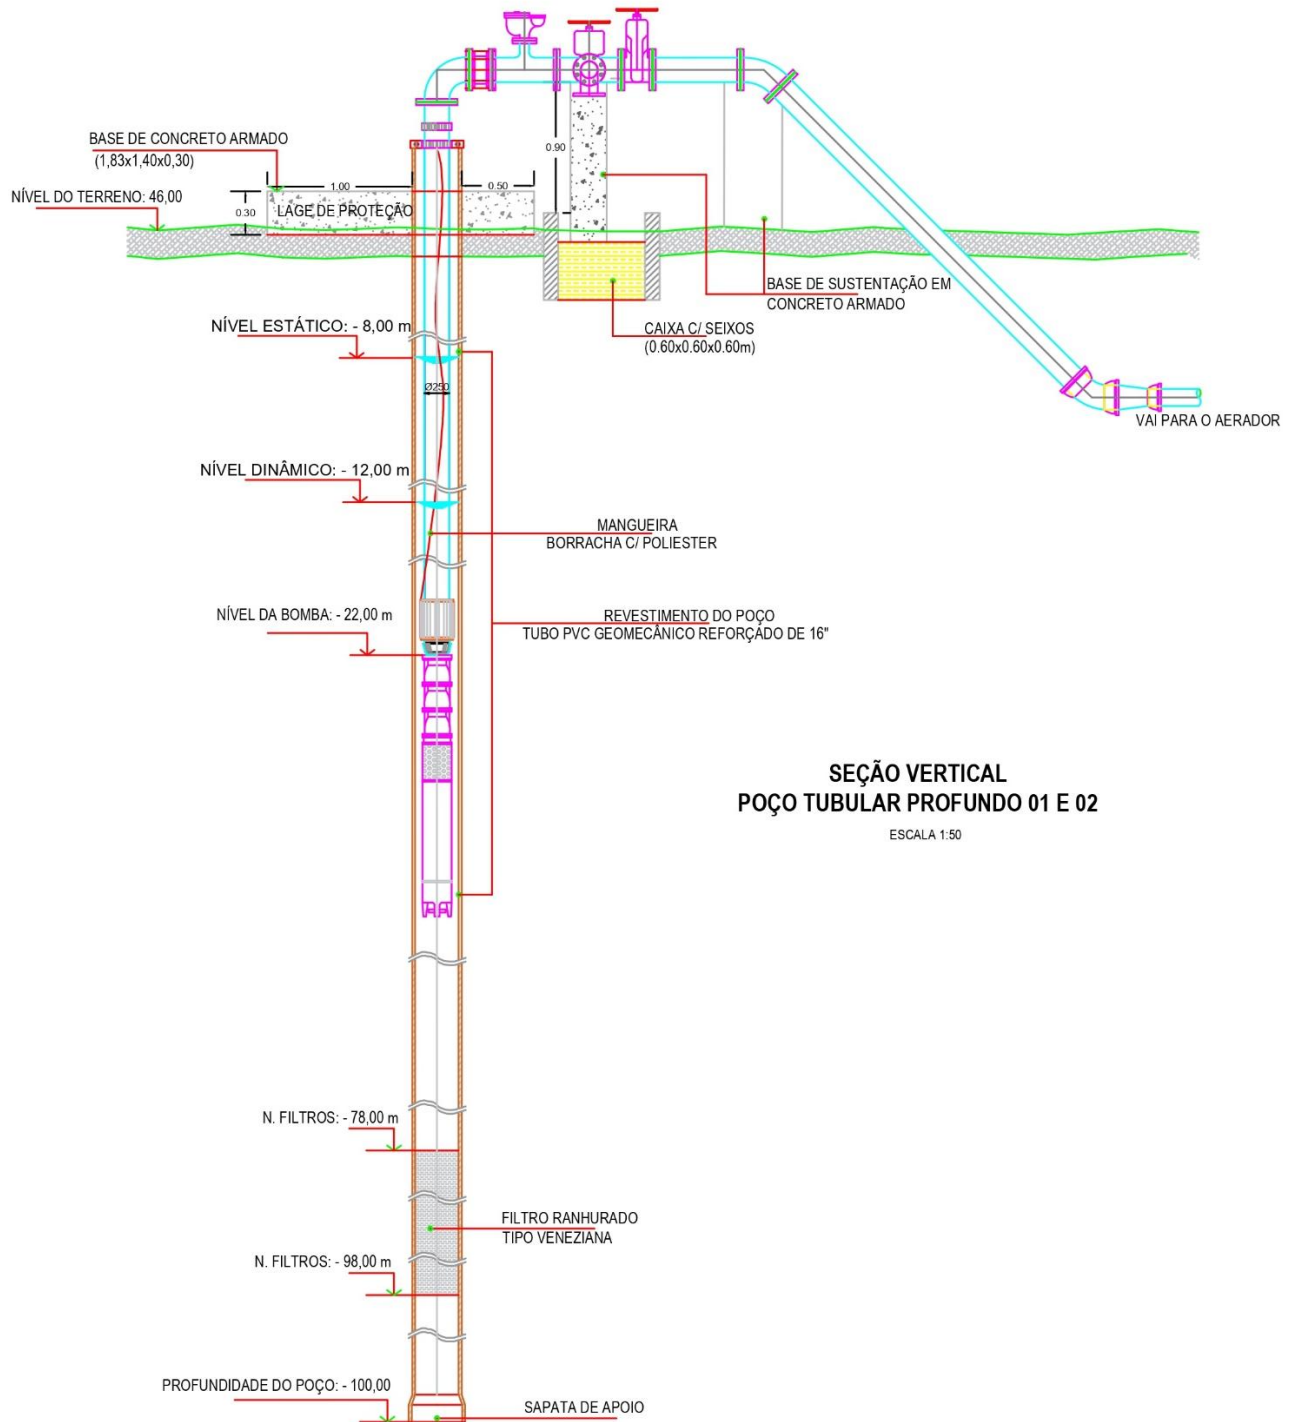 BASE DE CONCRETO ARMADO
(1,83x1,40x0,30)
NÍVEL DO TERRENO: 46,00
1.00
0.50
0.30
LAGE DE PROTEÇÃO
0.90
BASE DE SUSTENTAÇÃO EM
CONCRETO ARMADO
CAIXA C/ SEIXOS
(0.60x0.60x0.60m)
NÍVEL ESTÁTICO: - 8,00 m
Ø250
VAI PARA O AERADOR
NÍVEL DINÂMICO: - 12,00 m
MANGUEIRA
BORRACHA C/ POLIESTER
NÍVEL DA BOMBA: - 22,00 m
REVESTIMENTO DO POÇO
TUBO PVC GEOMECÂNICO REFORÇADO DE 16"
SEÇÃO VERTICAL
POÇO TUBULAR PROFUNDO 01 E 02
ESCALA 1:50
N. FILTROS: - 78,00 m
FILTRO RANHURADO
TIPO VENEZIANA
N. FILTROS: - 98,00 m
PROFUNDIDADE DO POÇO: - 100,00
SAPATA DE APOIO